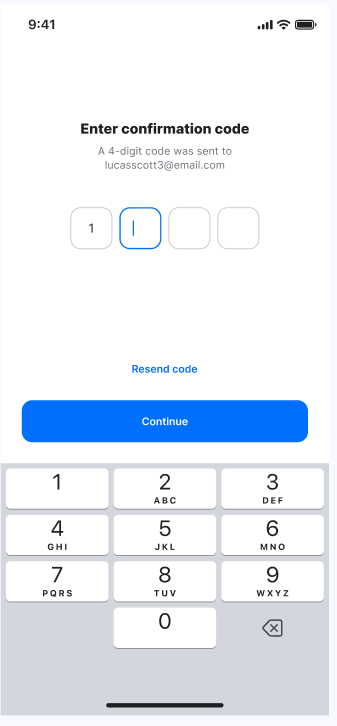 9:41
Enter confirmation code
A 4-digit code was sent to
lucasscott3@email.com
1
Resend code
Continue
1 2 3
ABC DEF
4 5 6
GHI JKL MNO
7 8 9
PQRS TUV WXYZ
0